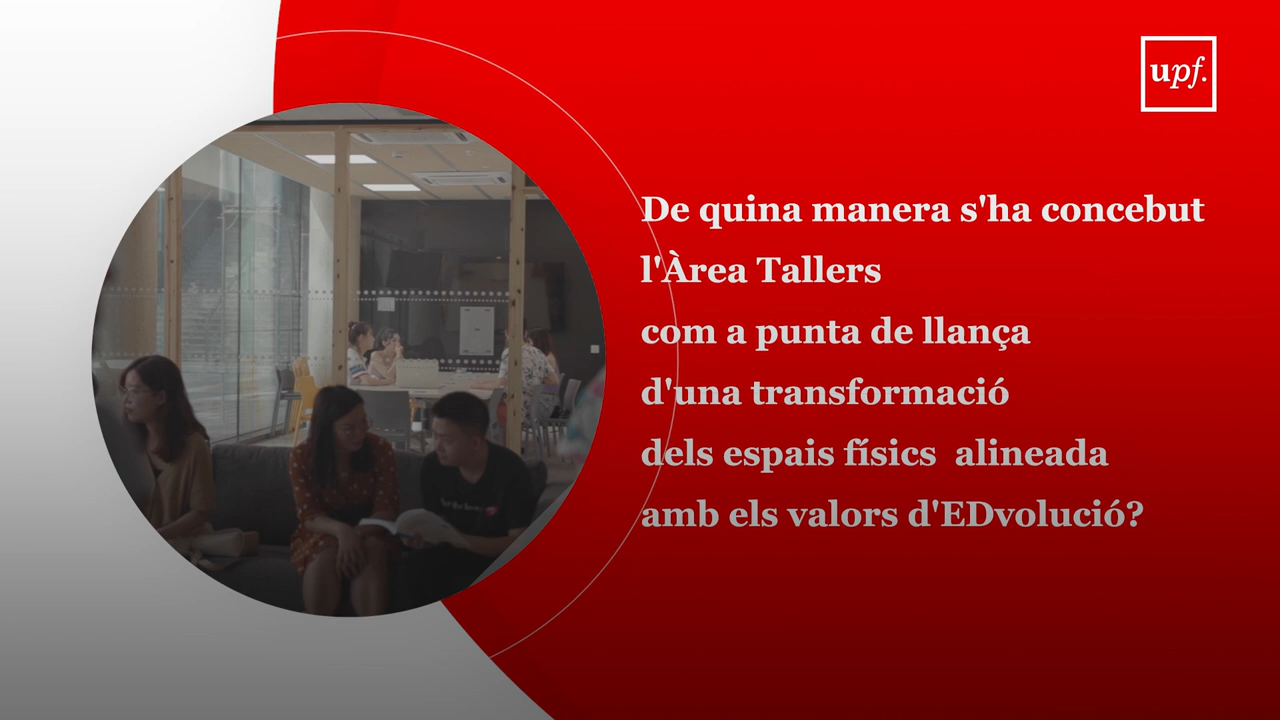 upf.
De quina manera s'ha concebut
l'Àrea Tallers
com a punta de llança
d'una transformació
dels espais físics  alineada
amb els valors d'EDvolució?